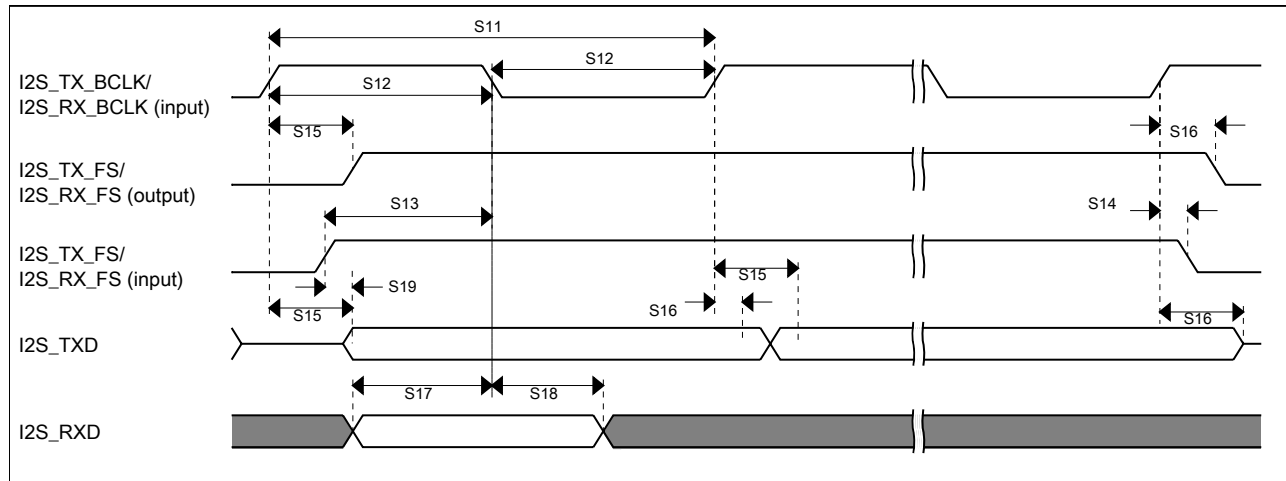 S11
I2S_TX_BCLK/
I2S_RX_BCLK (input)
S12
S12
S15
S16
I2S_TX_FS/
I2S_RX_FS (output)
S13
S14
I2S_TX_FS/
I2S_RX_FS (input)
S15
S19
S16
S15
S16
I2S_TXD
S17
S18
I2S_RXD